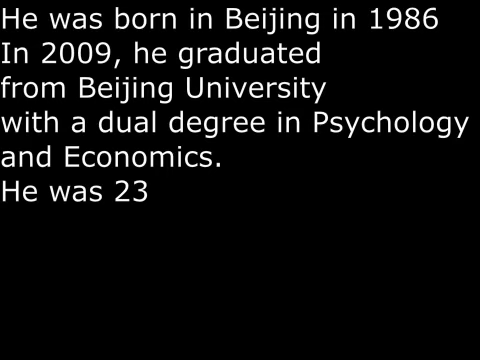 He was born in Beijing in 1986
In 2009, he graduated
from Beijing University
with a dual degree in Psychology
and Economics.
He was 23